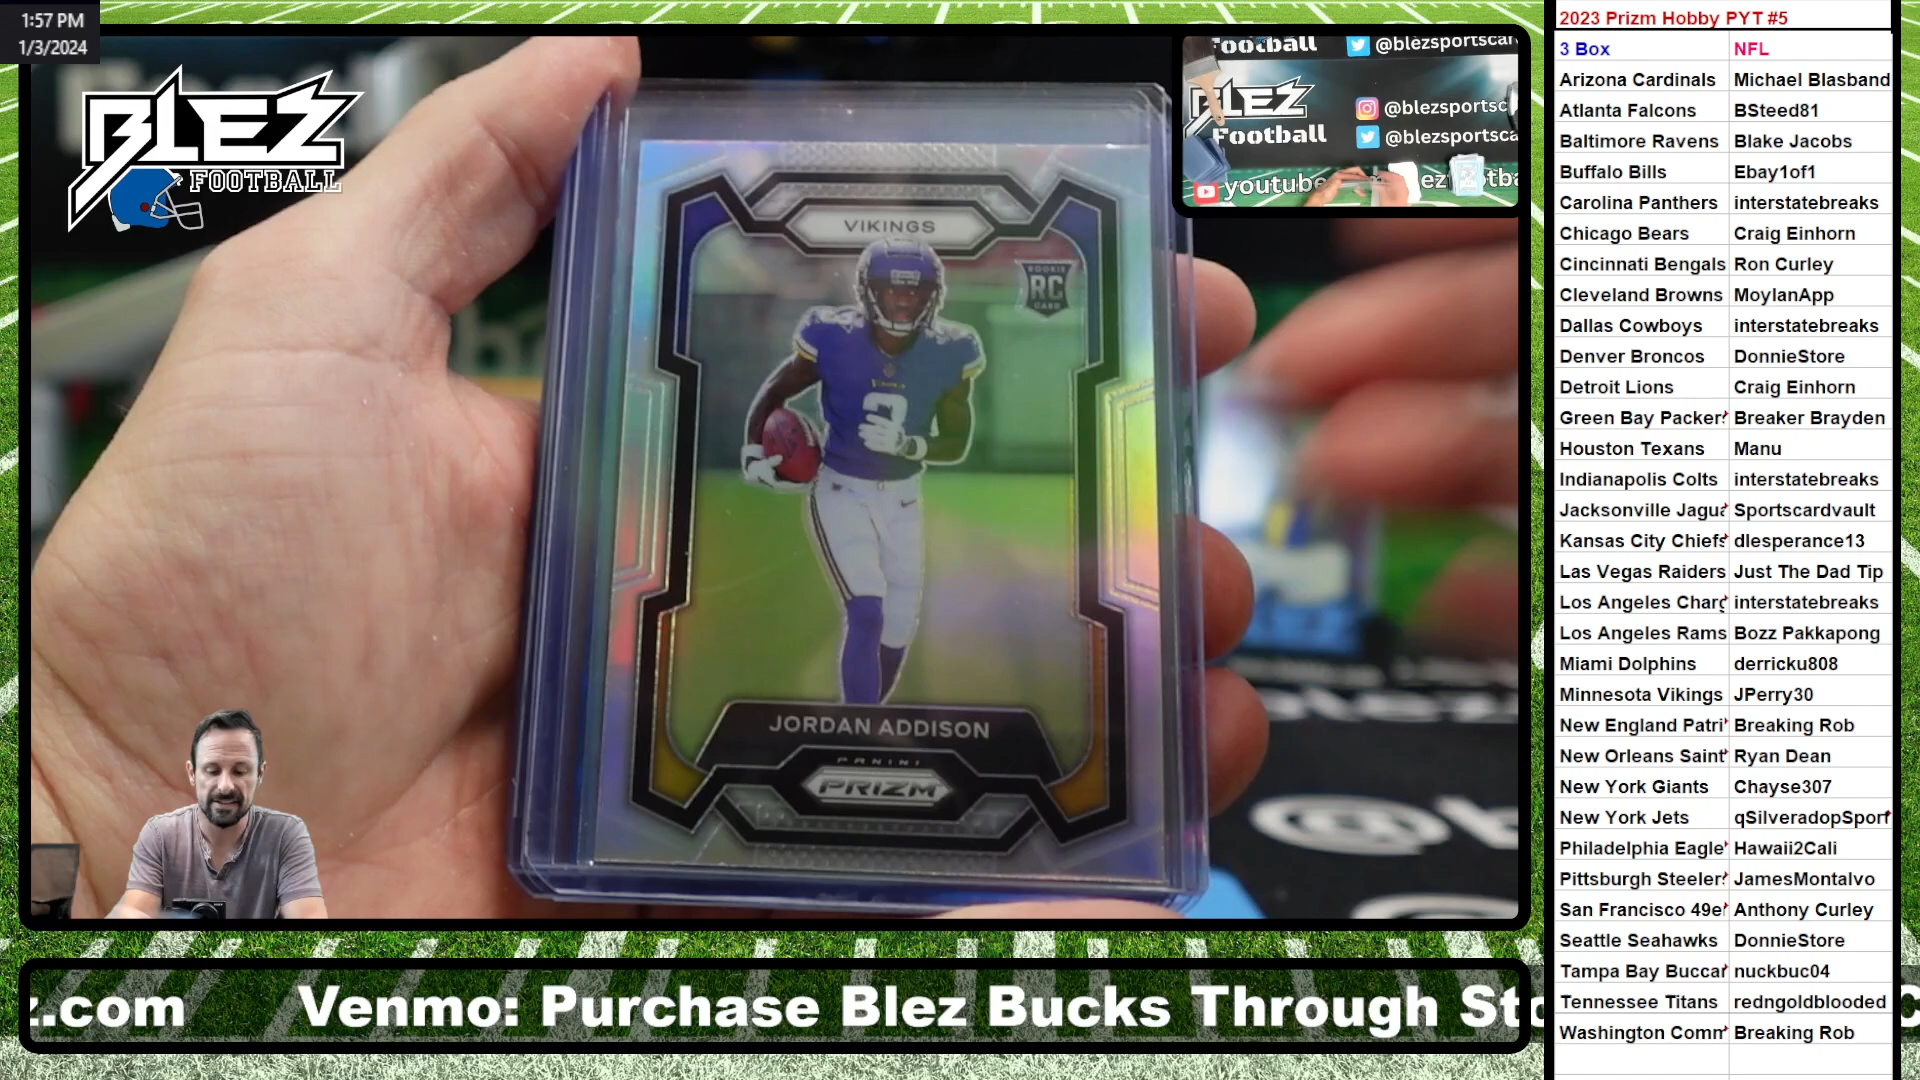 1:57 PM
1/3/2024
BLEZ
FOOTBALL
VIKINGS
ROOKIE
RC
CARD
JORDAN ADDISON
PANINI
PRIZM
Football @blezsportscar
BLEZ @blezsportsc
Football @blezsportsca
youtube
z.com Venmo: Purchase Blez Bucks Through Sto
2023 Prizm Hobby PYT #5
3 Box NFL
Arizona Cardinals Michael Blasband
Atlanta Falcons BSteed81
Baltimore Ravens Blake Jacobs
Buffalo Bills Ebay1of1
Carolina Panthers interstatebreaks
Chicago Bears Craig Einhorn
Cincinnati Bengals Ron Curley
Cleveland Browns MoylanApp
Dallas Cowboys interstatebreaks
Denver Broncos DonnieStore
Detroit Lions Craig Einhorn
Green Bay Packer Breaker Brayden
Houston Texans Manu
Indianapolis Colts interstatebreaks
Jacksonville Jagua Sportscardvault
Kansas City Chiefs dlesperance13
Las Vegas Raiders Just The Dad Tip
Los Angeles Charg interstatebreaks
Los Angeles Rams Bozz Pakkapong
Miami Dolphins derricku808
Minnesota Vikings JPerry30
New England Patri Breaking Rob
New Orleans Saint Ryan Dean
New York Giants Chayse307
New York Jets qSilveradopSport
Philadelphia Eagle Hawaii2Cali
Pittsburgh Steeler JamesMontalvo
San Francisco 49e Anthony Curley
Seattle Seahawks DonnieStore
Tampa Bay Buccar nuckbuc04
Tennessee Titans redngoldblooded
Washington Comm Breaking Rob